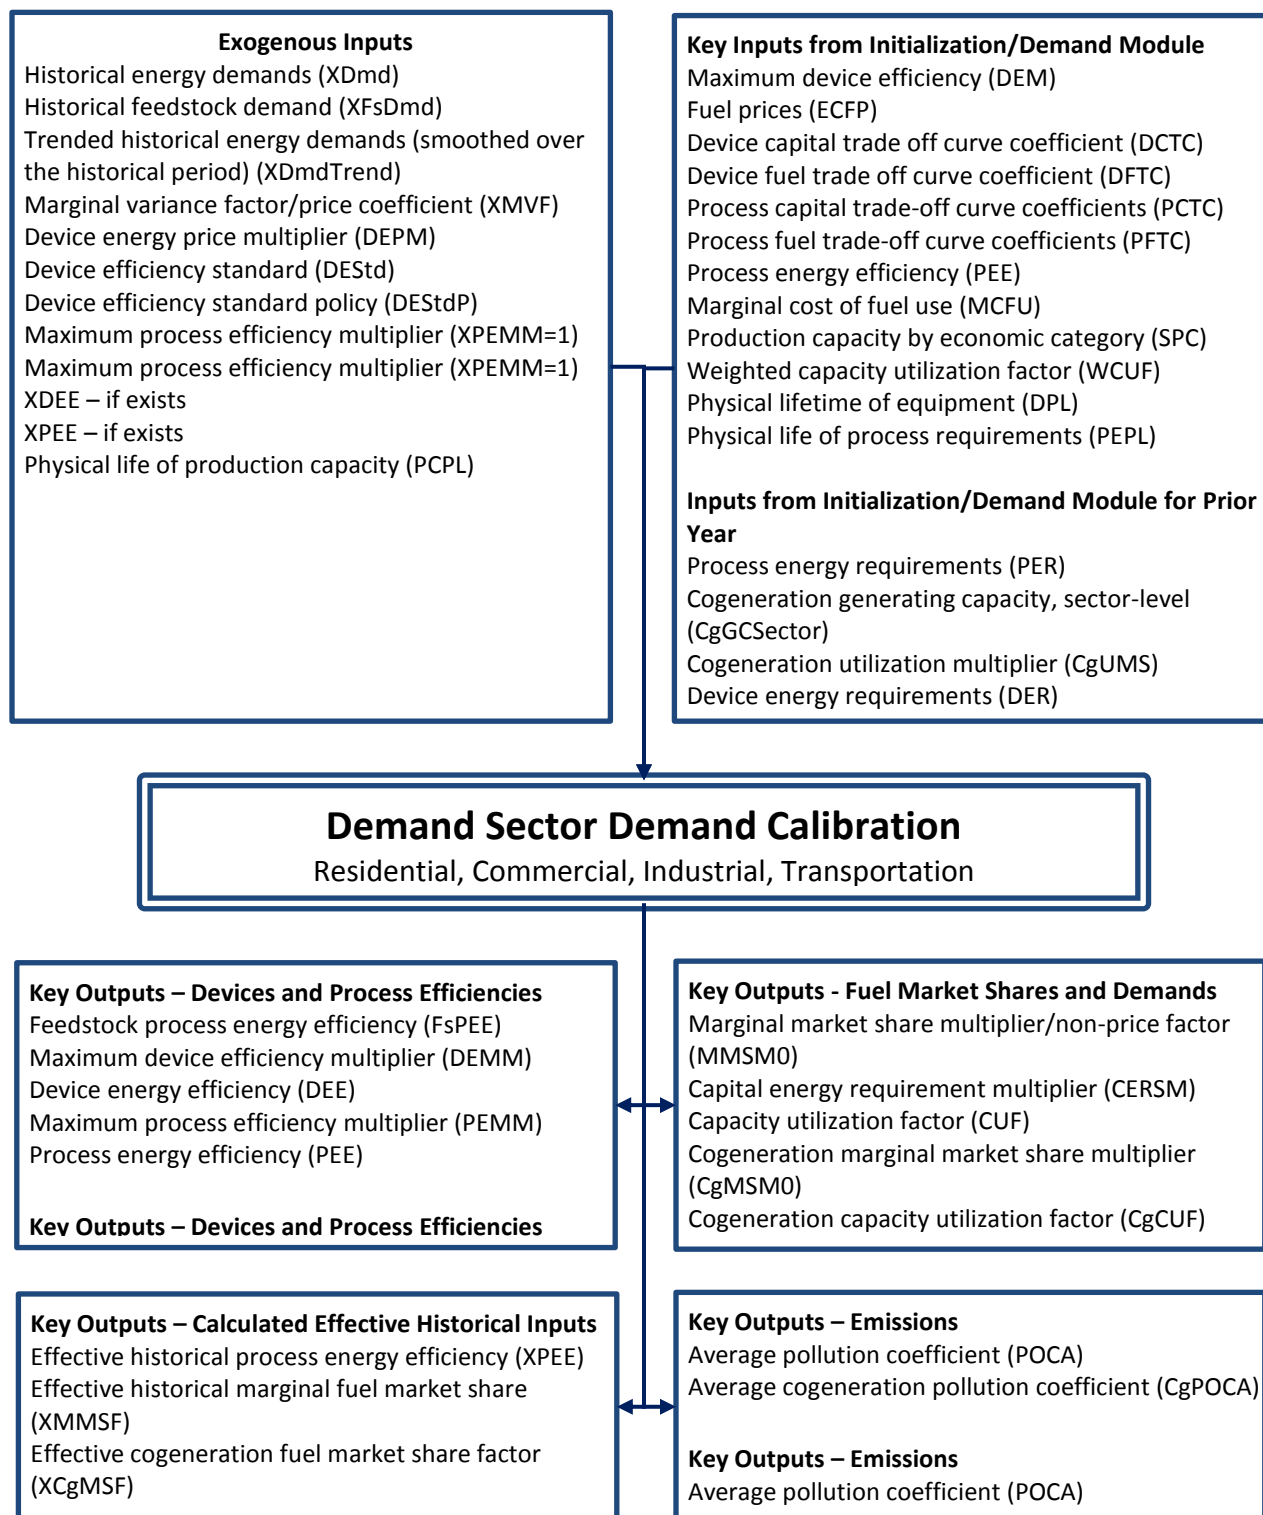 Exogenous Inputs
Historical energy demands (XDmd)
Historical feedstock demand (XFsDmd)
Trended historical energy demands (smoothed over
the historical period) (XDmdTrend)
Marginal variance factor/price coefficient (XMVF)
Device energy price multiplier (DEPM)
Device efficiency standard (DEStd)
Device efficiency standard policy (DEStdP)
Maximum process efficiency multiplier (XPEMM=1)
Maximum process efficiency multiplier (XPEMM=1)
XDEE – if exists
XPEE – if exists
Physical life of production capacity (PCPL)
Key Inputs from Initialization/Demand Module
Maximum device efficiency (DEM)
Fuel prices (ECFP)
Device capital trade off curve coefficient (DCTC)
Device fuel trade off curve coefficient (DFTC)
Process capital trade-off curve coefficients (PCTC)
Process fuel trade-off curve coefficients (PFTC)
Process energy efficiency (PEE)
Marginal cost of fuel use (MCFU)
Production capacity by economic category (SPC)
Weighted capacity utilization factor (WCUF)
Physical lifetime of equipment (DPL)
Physical life of process requirements (PEPL)
Inputs from Initialization/Demand Module for Prior
Year
Process energy requirements (PER)
Cogeneration generating capacity, sector-level
(CgGCSector)
Cogeneration utilization multiplier (CgUMS)
Device energy requirements (DER)
Demand Sector Demand Calibration
Residential, Commercial, Industrial, Transportation
Key Outputs – Devices and Process Efficiencies
Feedstock process energy efficiency (FsPEE)
Maximum device efficiency multiplier (DEMM)
Device energy efficiency (DEE)
Maximum process efficiency multiplier (PEMM)
Process energy efficiency (PEE)
Key Outputs – Devices and Process Efficiencies
Key Outputs - Fuel Market Shares and Demands
Marginal market share multiplier/non-price factor
(MMSM0)
Capital energy requirement multiplier (CERSM)
Capacity utilization factor (CUF)
Cogeneration marginal market share multiplier
(CgMSM0)
Cogeneration capacity utilization factor (CgCUF)
Key Outputs – Calculated Effective Historical Inputs
Effective historical process energy efficiency (XPEE)
Effective historical marginal fuel market share
(XMMSF)
Effective cogeneration fuel market share factor
(XCgMSF)
Key Outputs – Emissions
Average pollution coefficient (POCA)
Average cogeneration pollution coefficient (CgPOCA)
Key Outputs – Emissions
Average pollution coefficient (POCA)